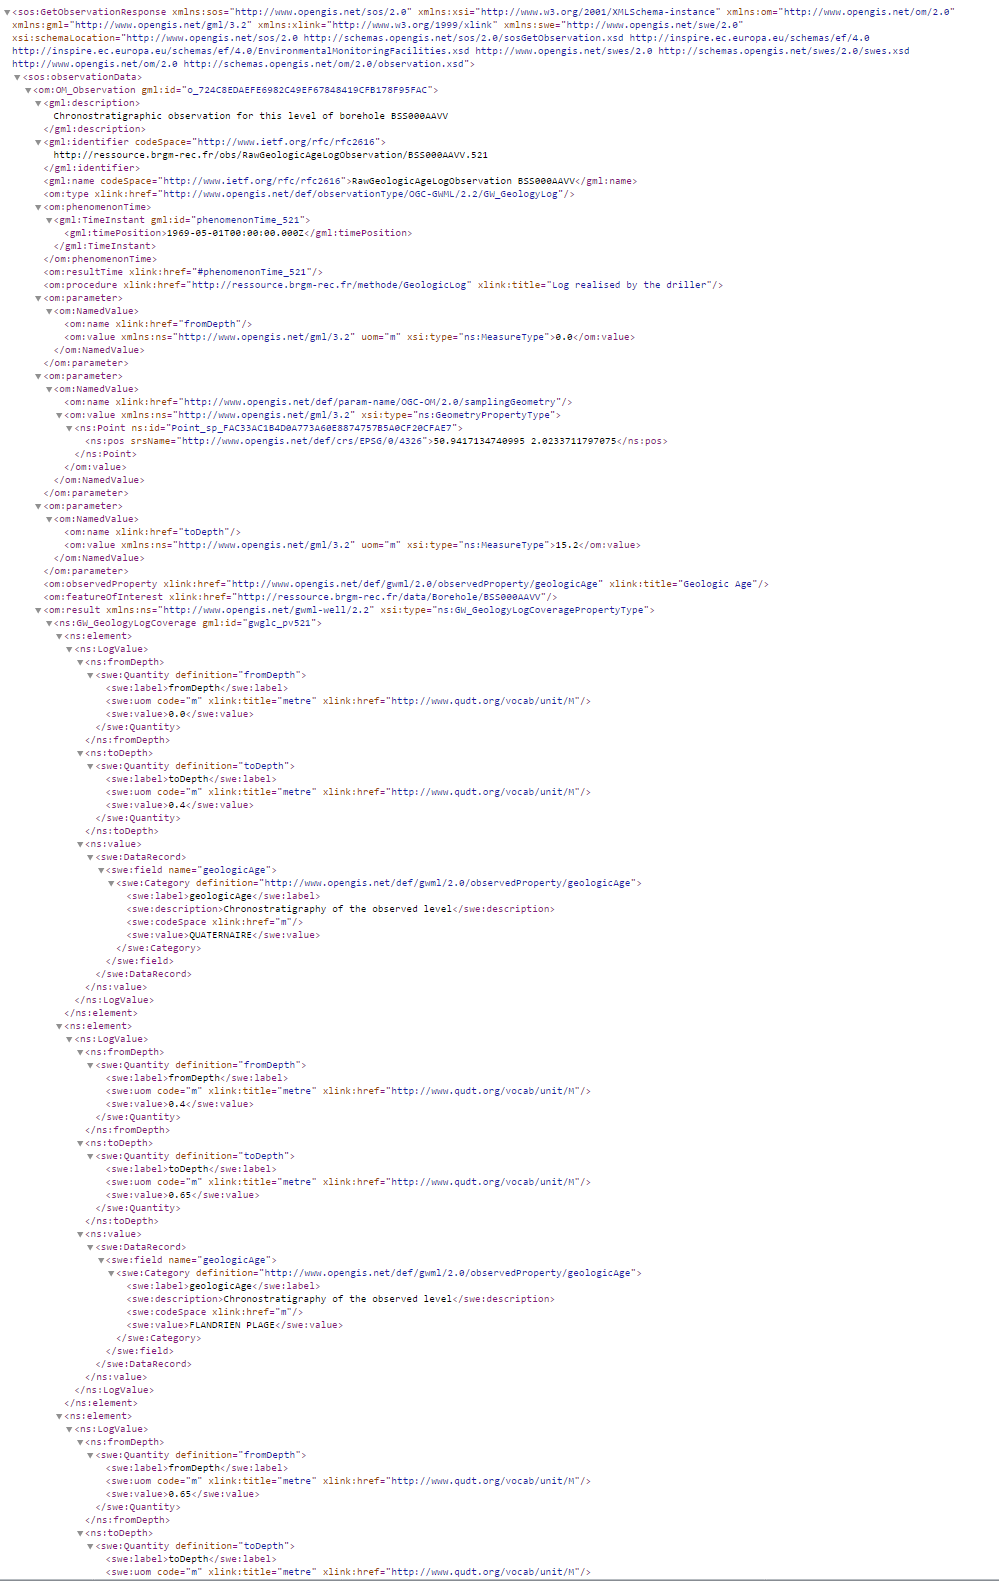 ▼<sos:GetObservationResponse xmlns:sos="http://www.opengis.net/sos/2.0" xmlns:xsi="http://www.w3.org/2001/XMLSchema-instance" xmlns:om="http://www.opengis.net/om/2.0"
xmlns:gml="http://www.opengis.net/gml/3.2" xmlns:xlink="http://www.w3.org/1999/xlink" xmlns:swe="http://www.opengis.net/swe/2.0"
xsi:schemaLocation="http://www.opengis.net/sos/2.0 http://schemas.opengis.net/sos/2.0/sosGetObservation.xsd http://inspire.ec.europa.eu/schemas/ef/4.0
http://inspire.ec.europa.eu/schemas/ef/4.0/EnvironmentalMonitoringFacilities.xsd http://www.opengis.net/swes/2.0 http://schemas.opengis.net/swes/2.0/swes.xsd
http://www.opengis.net/om/2.0 http://schemas.opengis.net/om/2.0/observation.xsd">
▼<sos:observationData>
▼<om:OM_Observation gml:id="o_724C8EDAEFE6982C49EF67848419CFB178F95FAC">
▼<gml:description>
Chronostratigraphic observation for this level of borehole BSS000AAVV
</gml:description>
▼<gml:identifier codeSpace="http://www.ietf.org/rfc/rfc2616">
http://ressource.brgm-rec.fr/obs/RawGeologicAgeLogObservation/BSS000AAVV.521
</gml:identifier>
<gml:name codeSpace="http://www.ietf.org/rfc/rfc2616">RawGeologicAgeLogObservation BSS000AAVV</gml:name>
<om:type xlink:href="http://www.opengis.net/def/observationType/OGC-GWML/2.2/GW_GeologyLog"/>
▼<om:phenomenonTime>
▼<gml:TimeInstant gml:id="phenomenonTime_521">
<gml:timePosition>1969-05-01T00:00:00.000Z</gml:timePosition>
</gml:TimeInstant>
</om:phenomenonTime>
<om:resultTime xlink:href="#phenomenonTime_521"/>
<om:procedure xlink:href="http://ressource.brgm-rec.fr/methode/GeologicLog" xlink:title="Log realised by the driller"/>
▼<om:parameter>
▼<om:NamedValue>
<om:name xlink:href="fromDepth"/>
<om:value xmlns:ns="http://www.opengis.net/gml/3.2" uom="m" xsi:type="ns:MeasureType">0.0</om:value>
</om:NamedValue>
</om:parameter>
▼<om:parameter>
▼<om:NamedValue>
<om:name xlink:href="http://www.opengis.net/def/param-name/OGC-OM/2.0/samplingGeometry"/>
▼<om:value xmlns:ns="http://www.opengis.net/gml/3.2" xsi:type="ns:GeometryPropertyType">
▼<ns:Point ns:id="Point_sp_FAC33AC1B4D0A773A60E8874757B5A0CF20CFAE7">
<ns:pos srsName="http://www.opengis.net/def/crs/EPSG/0/4326">50.9417134740995 2.0233711797075</ns:pos>
</ns:Point>
</om:value>
</om:NamedValue>
</om:parameter>
▼<om:parameter>
▼<om:NamedValue>
<om:name xlink:href="toDepth"/>
<om:value xmlns:ns="http://www.opengis.net/gml/3.2" uom="m" xsi:type="ns:MeasureType">15.2</om:value>
</om:NamedValue>
</om:parameter>
<om:observedProperty xlink:href="http://www.opengis.net/def/gwml/2.0/observedProperty/geologicAge" xlink:title="Geologic Age"/>
<om:featureOfInterest xlink:href="http://ressource.brgm-rec.fr/data/Borehole/BSS000AAVV"/>
▼<om:result xmlns:ns="http://www.opengis.net/gwml-well/2.2" xsi:type="ns:GW_GeologyLogCoveragePropertyType">
▼<ns:GW_GeologyLogCoverage gml:id="gwglc_pv521">
▼<ns:element>
▼<ns:LogValue>
▼<ns:fromDepth>
▼<swe:Quantity definition="fromDepth">
<swe:label>fromDepth</swe:label>
<swe:uom code="m" xlink:title="metre" xlink:href="http://www.qudt.org/vocab/unit/M"/>
<swe:value>0.0</swe:value>
</swe:Quantity>
</ns:fromDepth>
▼<ns:toDepth>
▼<swe:Quantity definition="toDepth">
<swe:label>toDepth</swe:label>
<swe:uom code="m" xlink:title="metre" xlink:href="http://www.qudt.org/vocab/unit/M"/>
<swe:value>0.4</swe:value>
</swe:Quantity>
</ns:toDepth>
▼<ns:value>
▼<swe:DataRecord>
▼<swe:field name="geologicAge">
▼<swe:Category definition="http://www.opengis.net/def/gwml/2.0/observedProperty/geologicAge">
<swe:label>geologicAge</swe:label>
<swe:description>Chronostratigraphy of the observed level</swe:description>
<swe:codeSpace xlink:href="m"/>
<swe:value>QUATERNAIRE</swe:value>
</swe:Category>
</swe:field>
</swe:DataRecord>
</ns:value>
</ns:LogValue>
</ns:element>
▼<ns:element>
▼<ns:LogValue>
▼<ns:fromDepth>
▼<swe:Quantity definition="fromDepth">
<swe:label>fromDepth</swe:label>
<swe:uom code="m" xlink:title="metre" xlink:href="http://www.qudt.org/vocab/unit/M"/>
<swe:value>0.4</swe:value>
</swe:Quantity>
</ns:fromDepth>
▼<ns:toDepth>
▼<swe:Quantity definition="toDepth">
<swe:label>toDepth</swe:label>
<swe:uom code="m" xlink:title="metre" xlink:href="http://www.qudt.org/vocab/unit/M"/>
<swe:value>0.65</swe:value>
</swe:Quantity>
</ns:toDepth>
▼<ns:value>
▼<swe:DataRecord>
▼<swe:field name="geologicAge">
▼<swe:Category definition="http://www.opengis.net/def/gwml/2.0/observedProperty/geologicAge">
<swe:label>geologicAge</swe:label>
<swe:description>Chronostratigraphy of the observed level</swe:description>
<swe:codeSpace xlink:href="m"/>
<swe:value>FLANDRIEN PLAGE</swe:value>
</swe:Category>
</swe:field>
</swe:DataRecord>
</ns:value>
</ns:LogValue>
</ns:element>
▼<ns:element>
▼<ns:LogValue>
▼<ns:fromDepth>
▼<swe:Quantity definition="fromDepth">
<swe:label>fromDepth</swe:label>
<swe:uom code="m" xlink:title="metre" xlink:href="http://www.qudt.org/vocab/unit/M"/>
<swe:value>0.65</swe:value>
</swe:Quantity>
</ns:fromDepth>
▼<ns:toDepth>
▼<swe:Quantity definition="toDepth">
<swe:label>toDepth</swe:label>
<swe:uom code="m" xlink:title="metre" xlink:href="http://www.qudt.org/vocab/unit/M"/>